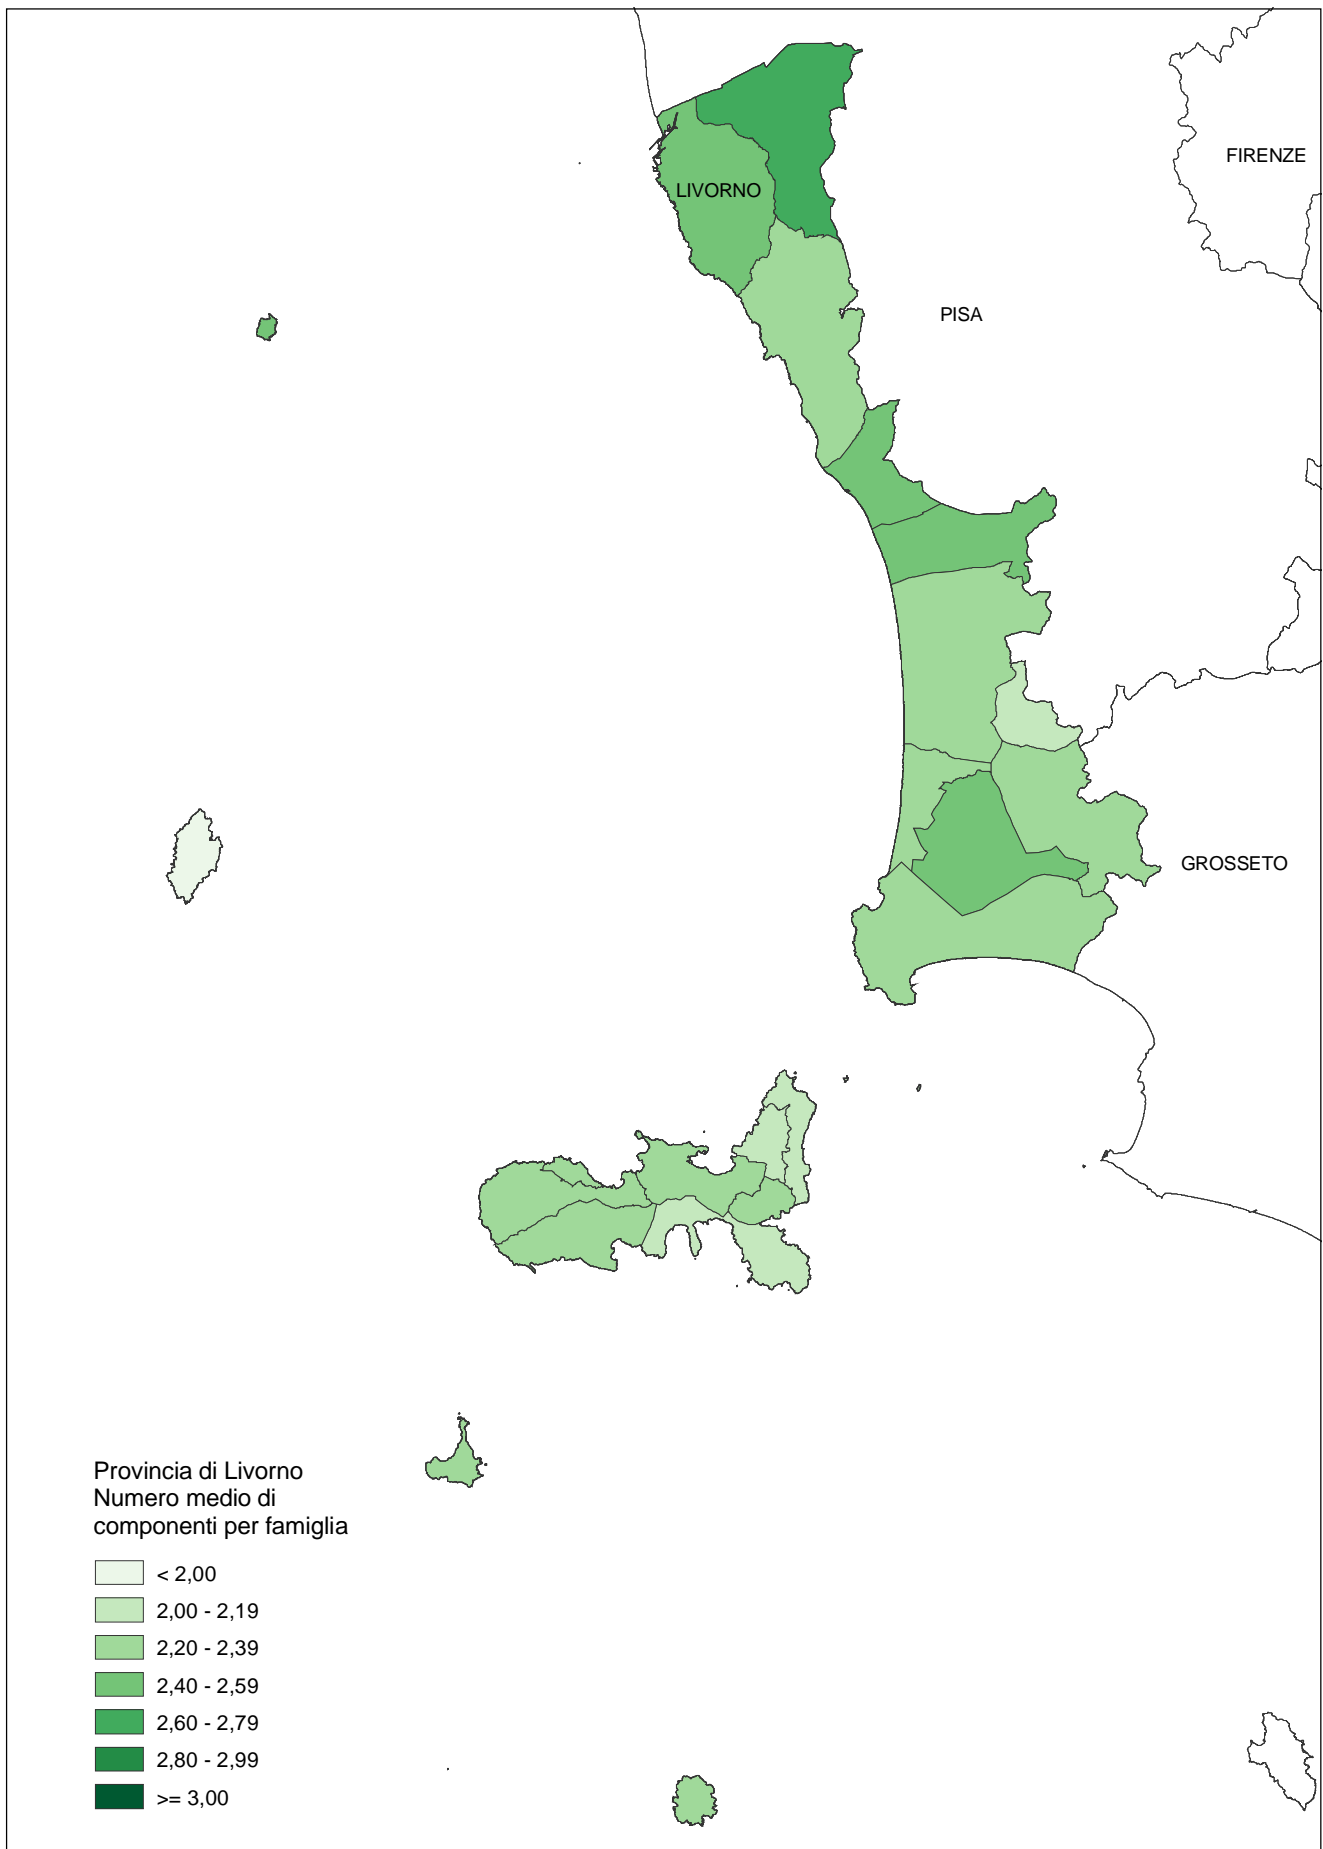 FIRENZE
LIVORNO
PISA
GROSSETO
Provincia di Livorno
Numero medio di
componenti per famiglia
< 2,00
2,00 - 2,19
2,20 - 2,39
2,40 - 2,59
2,60 - 2,79
2,80 - 2,99
>= 3,00